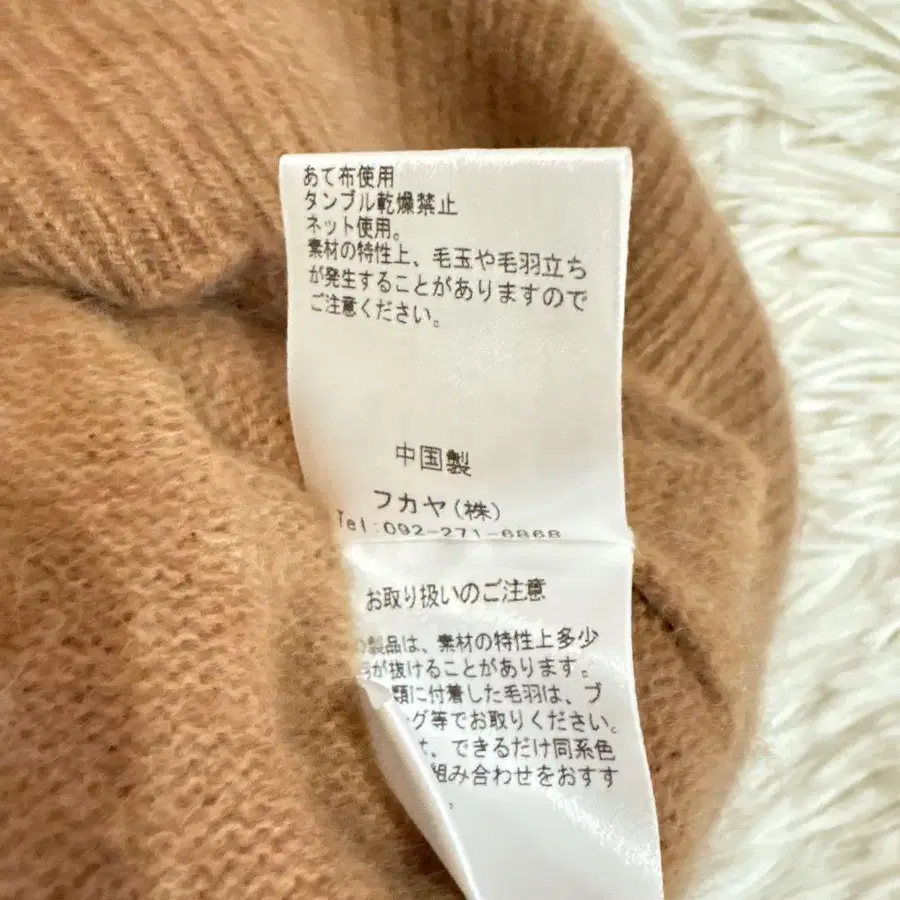 あて布使用
タンブル乾燥禁止
ネット使用。
素材の特性上、毛玉や毛羽立ち
が発生することがありますので
ご注意ください。
中国製
フカヤ(株)
Tel:092-271-6868
お取り扱いのご注意
製品は、素材の特性上多少
が抜けることがあります。
類に付着した毛羽は、ブ
グ等でお取りください。
、できるだけ同系色
組み合わせをおすす